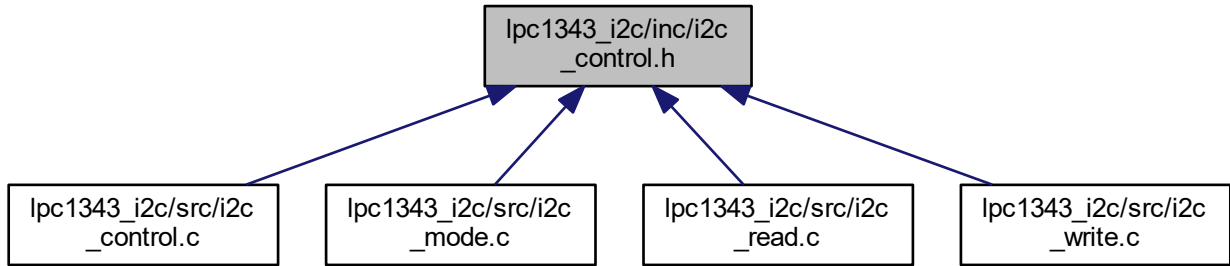 lpc1343_i2c/inc/i2c
_control.h
lpc1343_i2c/src/i2c
_control.c
lpc1343_i2c/src/i2c
_mode.c
lpc1343_i2c/src/i2c
_read.c
lpc1343_i2c/src/i2c
_write.c